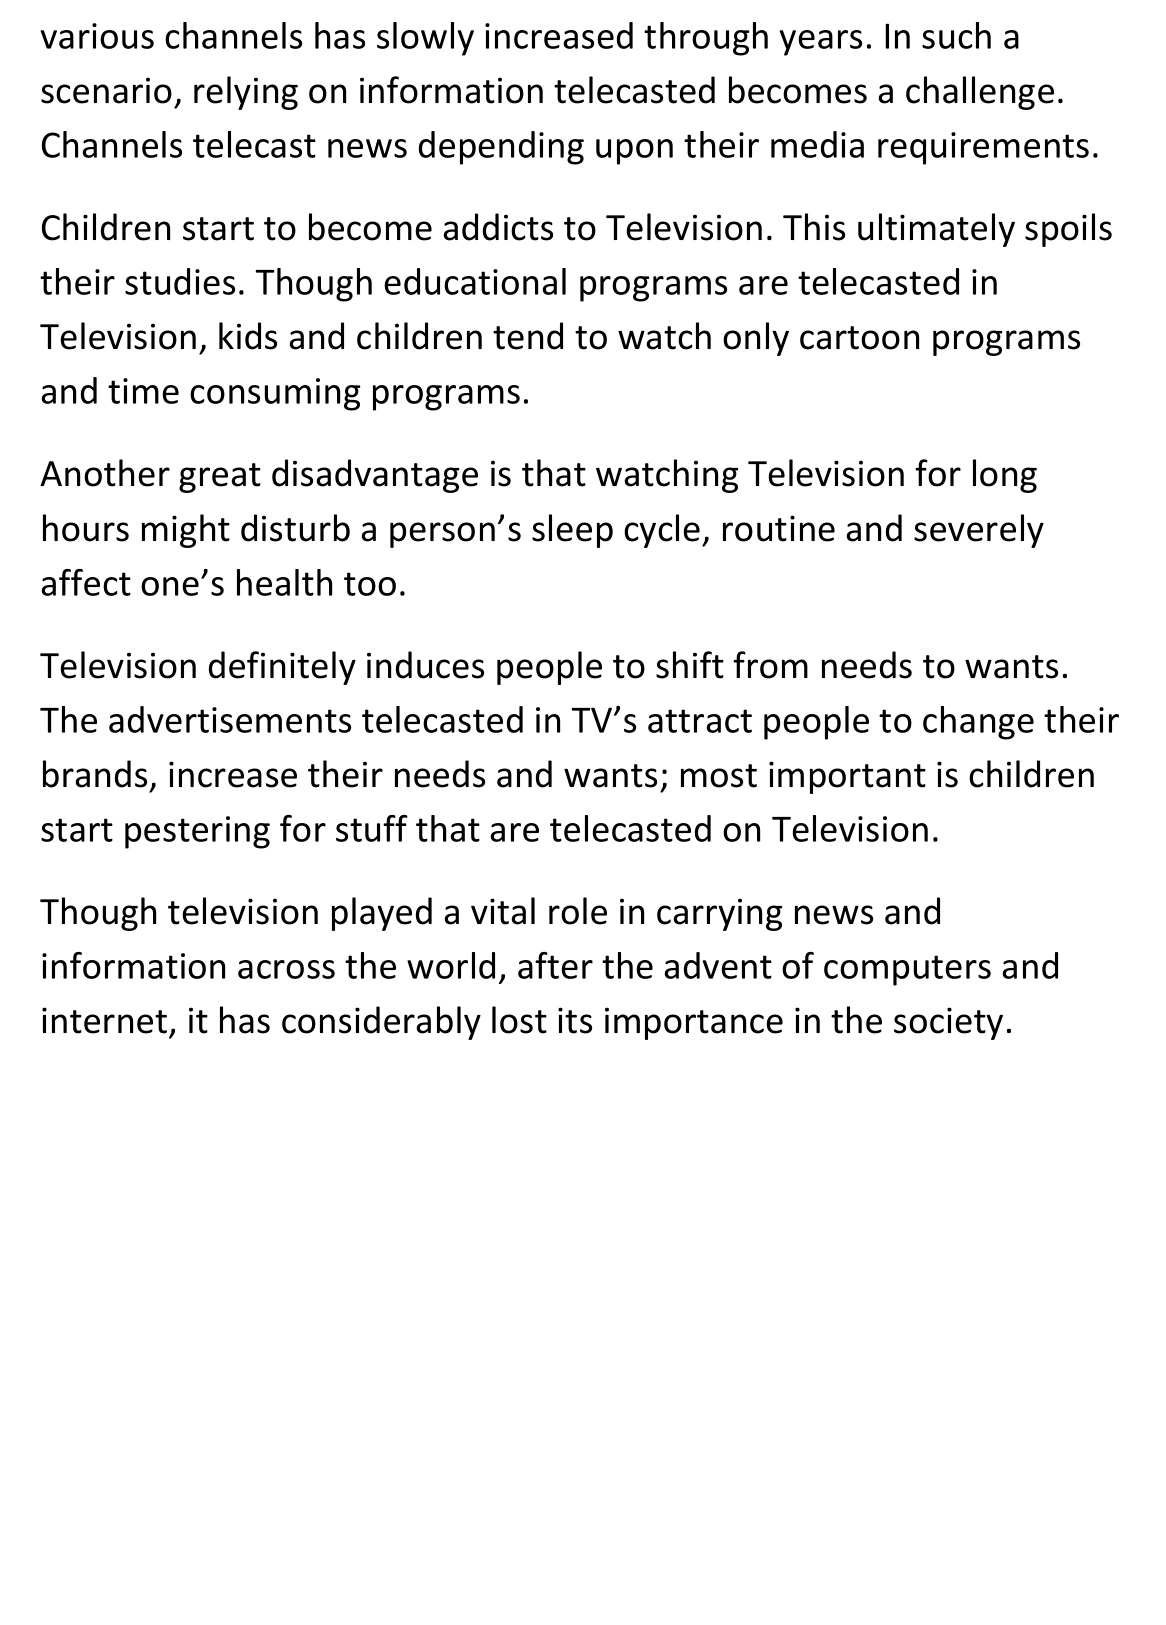 various channels has slowly increased through years. In such a
scenario, relying on information telecasted becomes a challenge.
Channels telecast news depending upon their media requirements.
Children start to become addicts to Television. This ultimately spoils
their studies. Though educational programs are telecasted in
Television, kids and children tend to watch only cartoon programs
and time consuming programs.
Another great disadvantage is that watching Television for long
hours might disturb a person’s sleep cycle, routine and severely
affect one’s health too.
Television definitely induces people to shift from needs to wants.
The advertisements telecasted in TV’s attract people to change their
brands, increase their needs and wants; most important is children
start pestering for stuff that are telecasted on Television.
Though television played a vital role in carrying news and
information across the world, after the advent of computers and
internet, it has considerably lost its importance in the society.